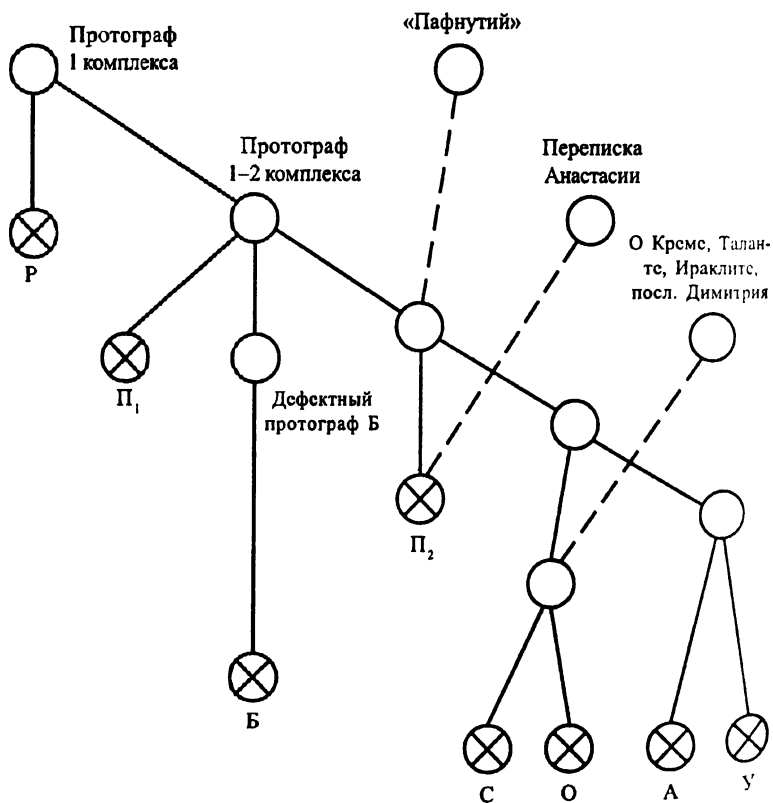 Протограф
1 комплекса
«Пафнутий»
Протограф
1–2 комплекса
Переписка
Анастасии
О Креме, Талан-
те, Ираклите,
посл. Димитрия
Р
П₁
Дефектный
протограф Б
П₂
Б
С
О
А
У